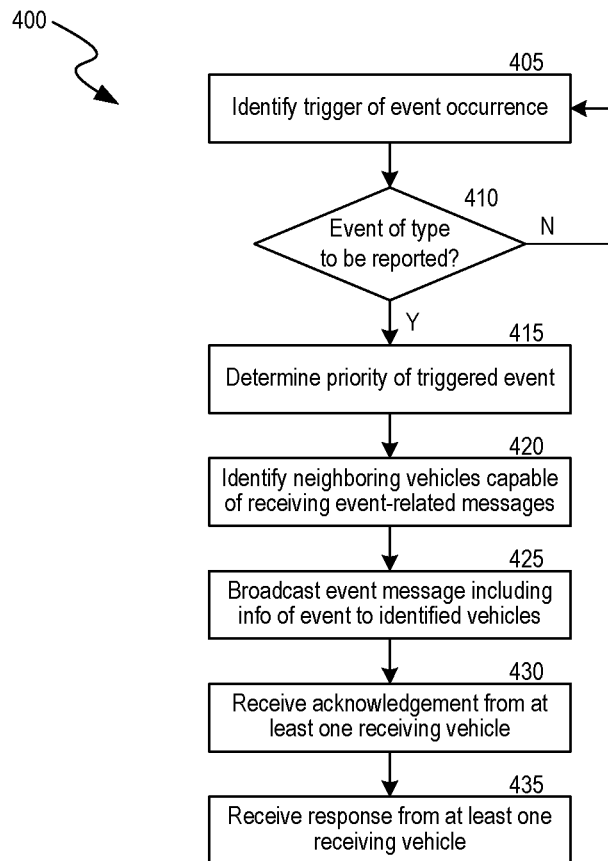 400
405
Identify trigger of event occurrence
410
Event of type
to be reported?
N
Y
415
Determine priority of triggered event
420
Identify neighboring vehicles capable
of receiving event-related messages
425
Broadcast event message including
info of event to identified vehicles
430
Receive acknowledgement from at
least one receiving vehicle
435
Receive response from at least one
receiving vehicle